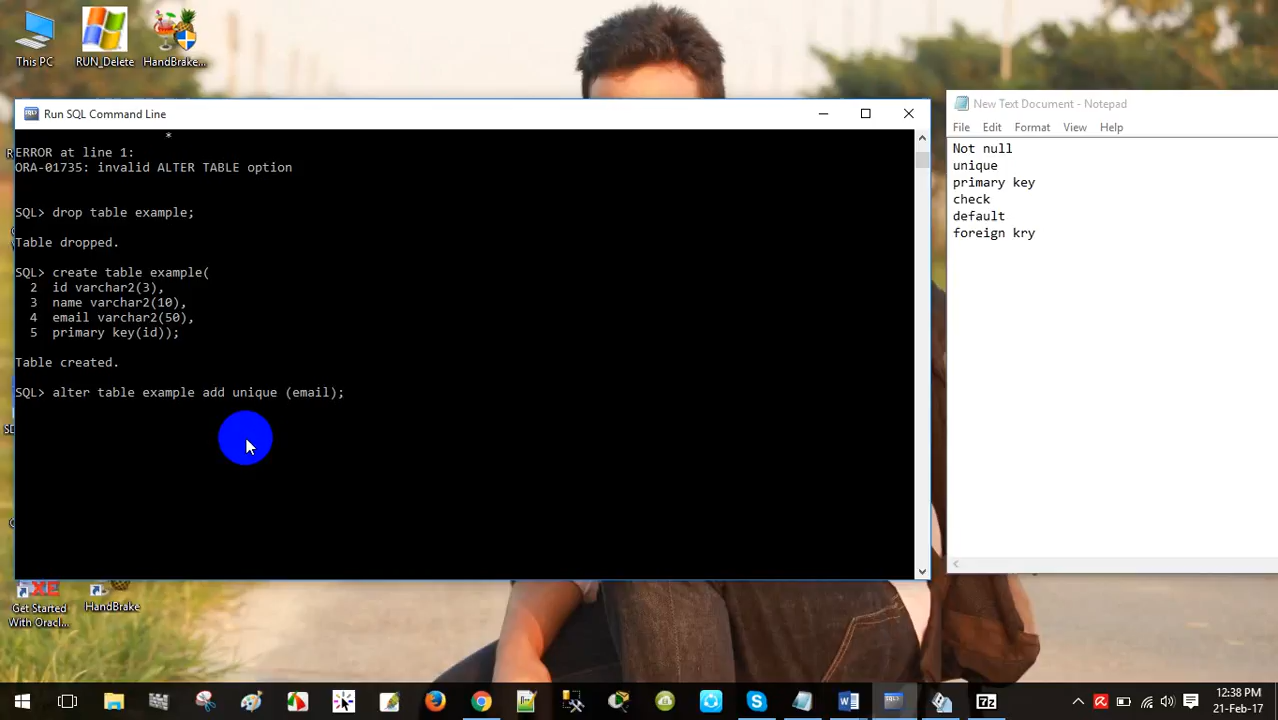 This PC
RUN_Delete
HandBrake...
Run SQL Command Line
*
ERROR at line 1:
ORA-01735: invalid ALTER TABLE option
SQL> drop table example;
Table dropped.
SQL> create table example(
2 id varchar2(3),
3 name varchar2(10),
4 email varchar2(50),
5 primary key(id));
Table created.
SQL> alter table example add unique (email);
New Text Document - Notepad
File Edit Format View Help
Not null
unique
primary key
check
default
foreign kry
Get Started
With Oracl...
HandBrake
12:38 PM
21-Feb-17